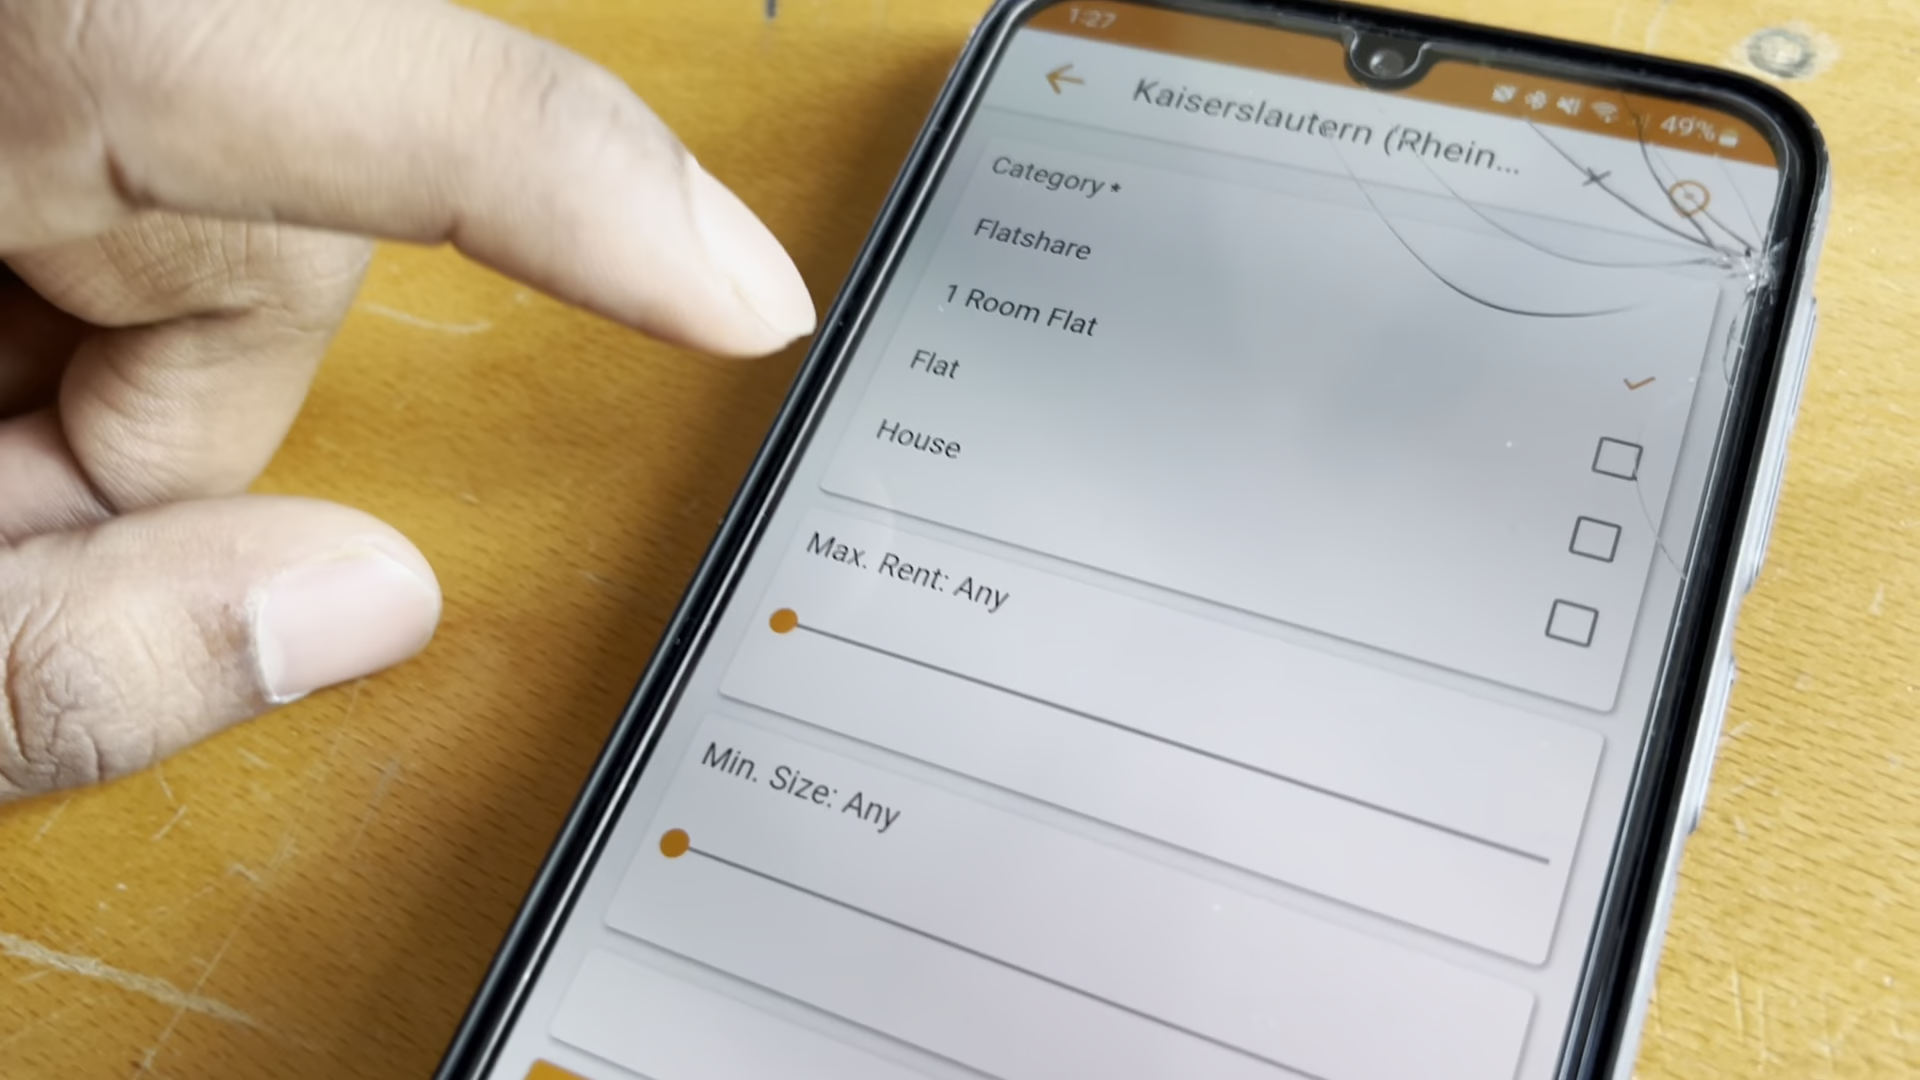 1:27
49%
Kaiserslautern (Rhein...
Category *
Flatshare
1 Room Flat
Flat
House
Max. Rent: Any
Min. Size: Any